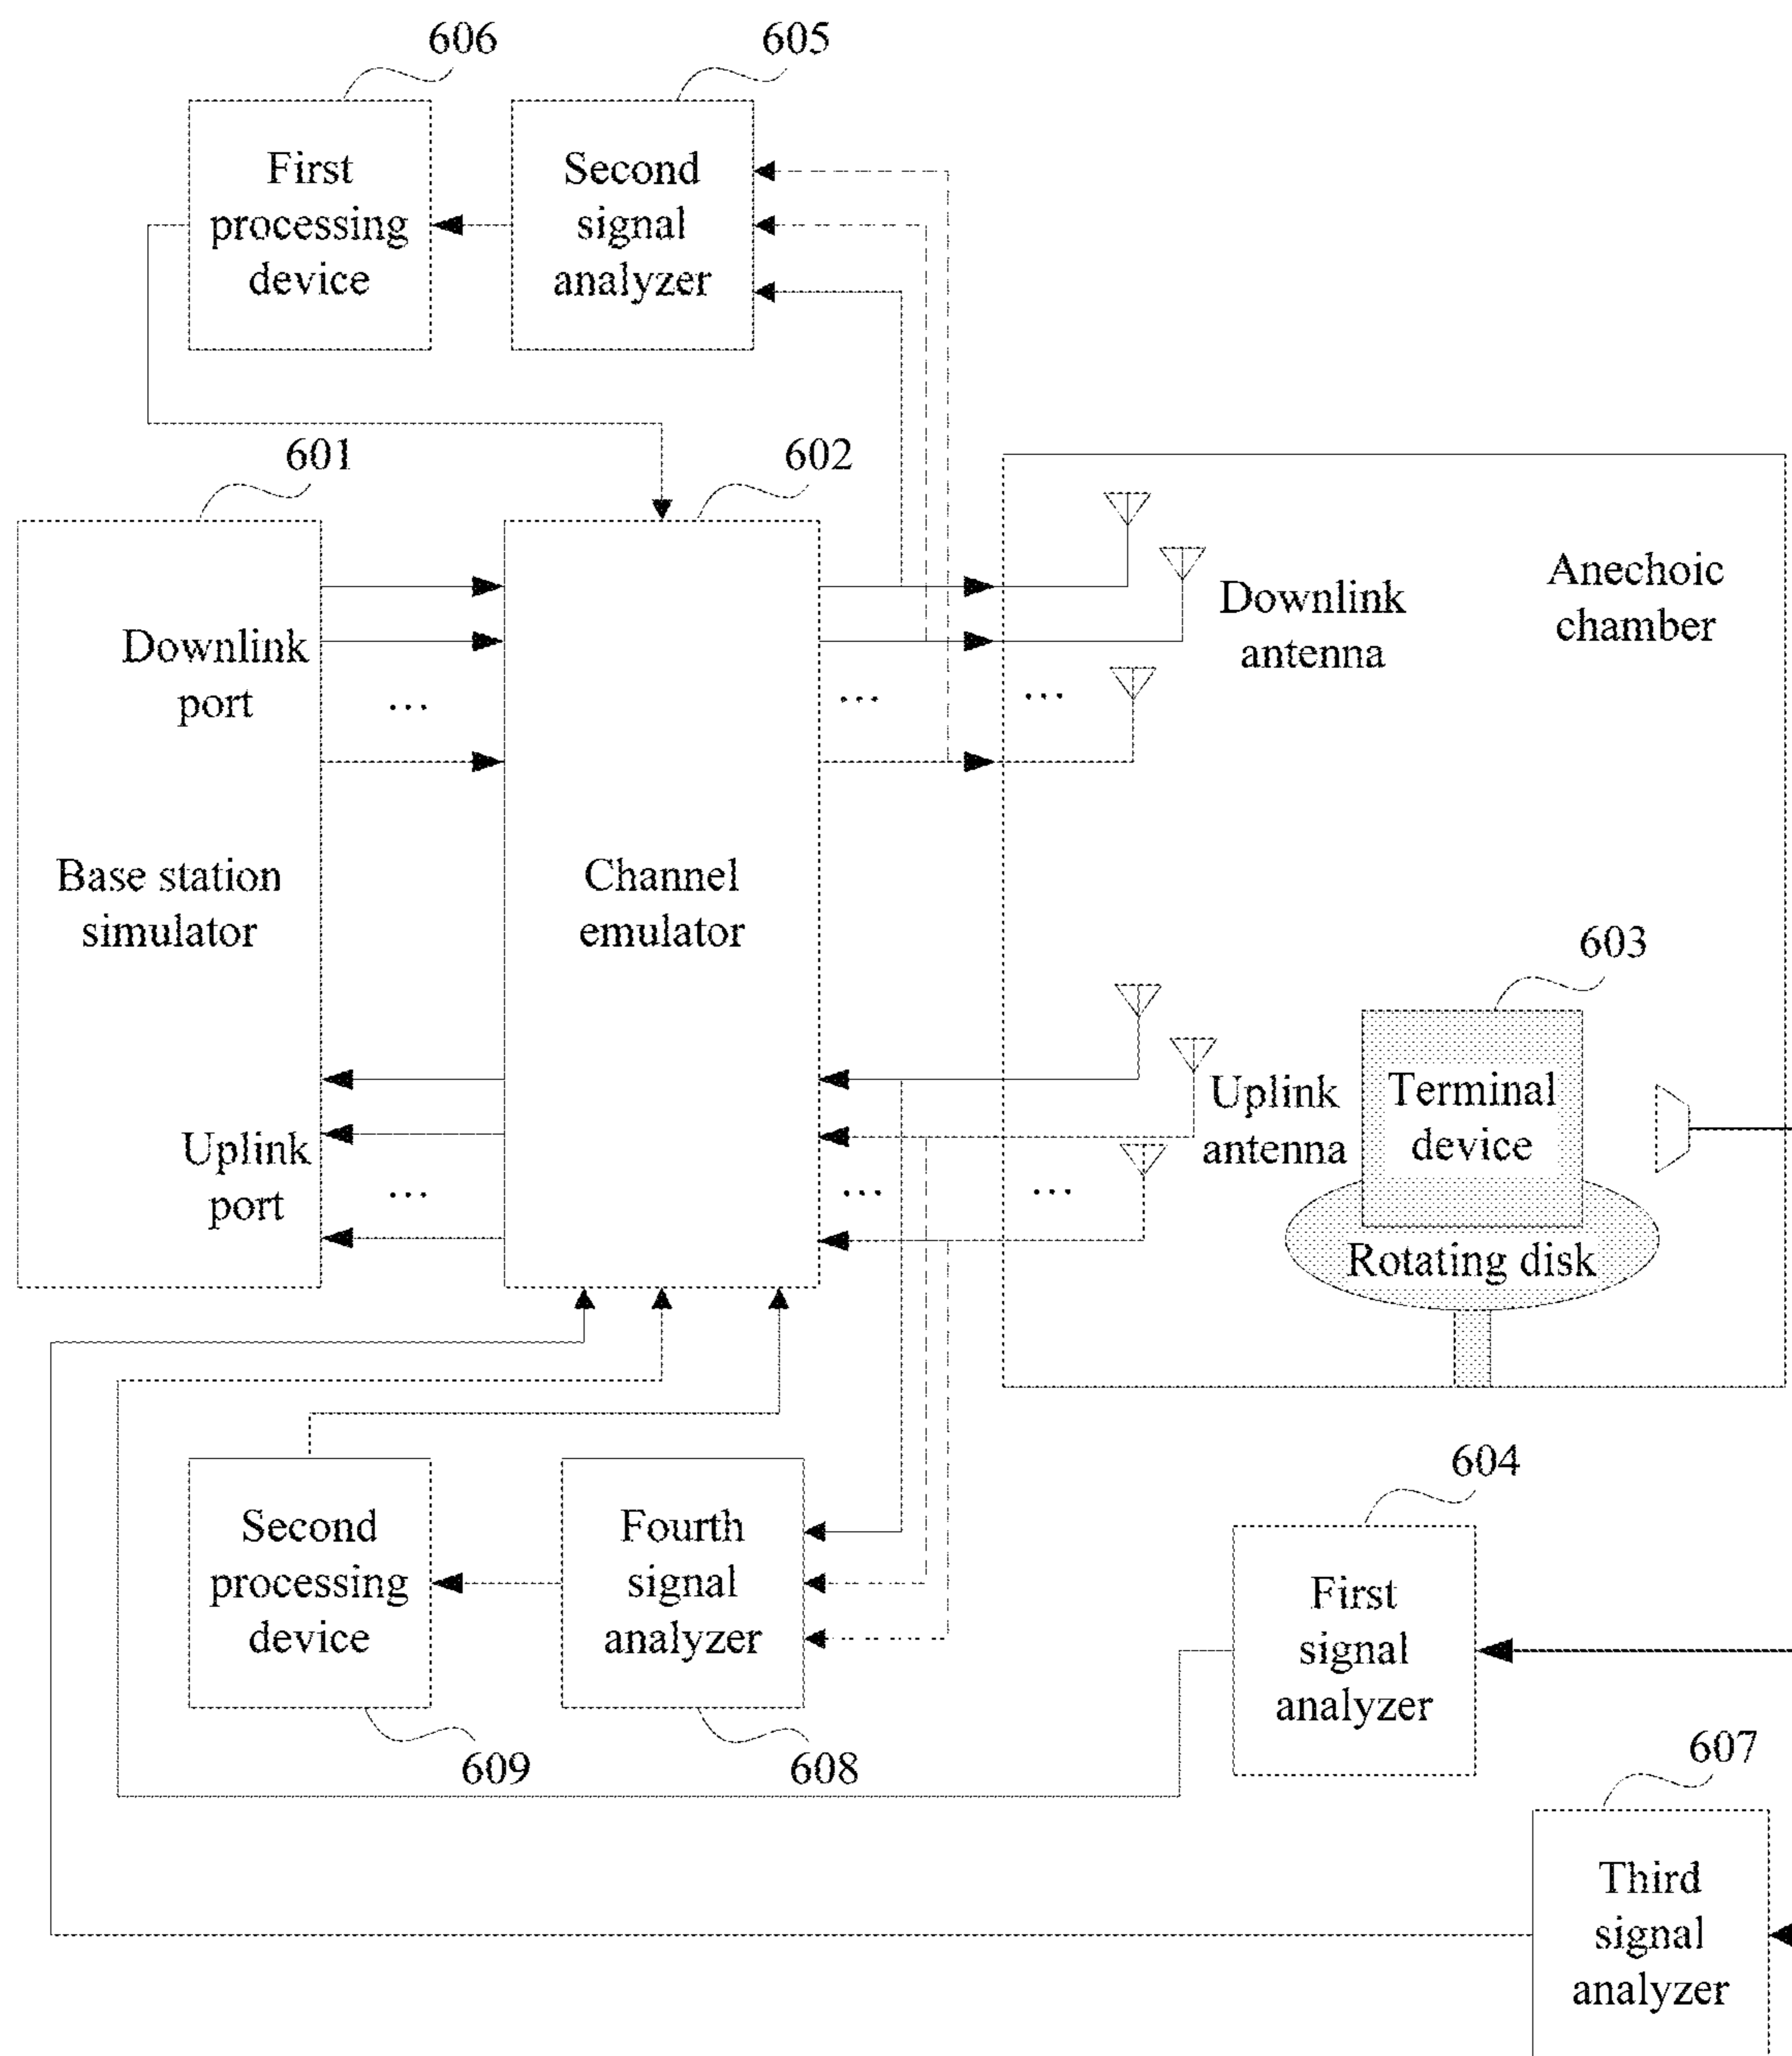 606
605
First
processing
device
Second
signal
analyzer
601
602
Downlink
port
...
Base station
simulator
Uplink
port
...
Channel
emulator
...
...
Downlink
antenna
Anechoic
chamber
...
...
Uplink
antenna
603
Terminal
device
Rotating disk
Second
processing
device
609
Fourth
signal
analyzer
608
604
First
signal
analyzer
607
Third
signal
analyzer